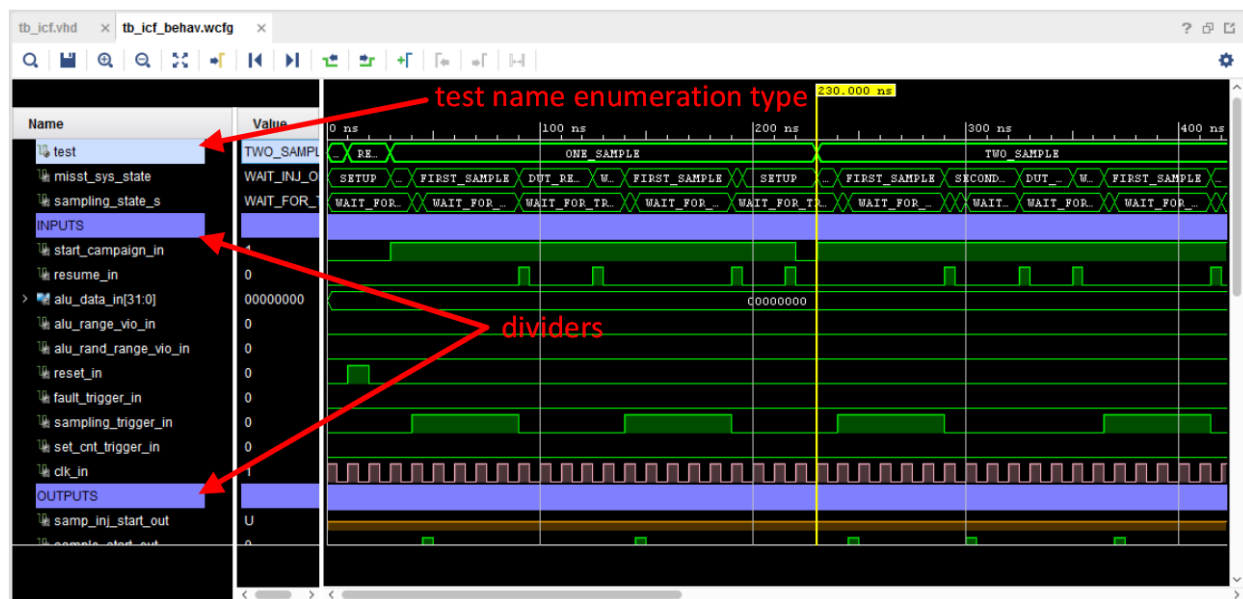 tb_icf.vhd × tb_icf_behav.wcfg ×
?
230.000 ns
test name enumeration type
Name Value 0 ns 100 ns 200 ns 300 ns 400 ns
test TWO_SAMPL ... RE... ONE_SAMPLE TWO_SAMPLE
misst_sys_state WAIT_INJ_O SETUP ... FIRST_SAMPLE DUT_RE... W... FIRST_SAMPLE SETUP ... FIRST_SAMPLE SECOND... DUT_... W... FIRST_SAMPLE ...
sampling_state_s WAIT_FOR_T WAIT_FOR... WAIT_FOR_... WAIT_FOR_TR... WAIT_FOR_... WAIT_FOR_TR... WAIT_FOR_... WAIT... WAIT_FOR... WAIT_FOR_...
INPUTS
start_campaign_in 1
resume_in 0
> alu_data_in[31:0] 00000000 00000000
alu_range_vio_in 0
dividers
alu_rand_range_vio_in 0
reset_in 0
fault_trigger_in 0
sampling_trigger_in 0
set_cnt_trigger_in 0
clk_in 1
OUTPUTS
samp_inj_start_out U
sample_start_out 0